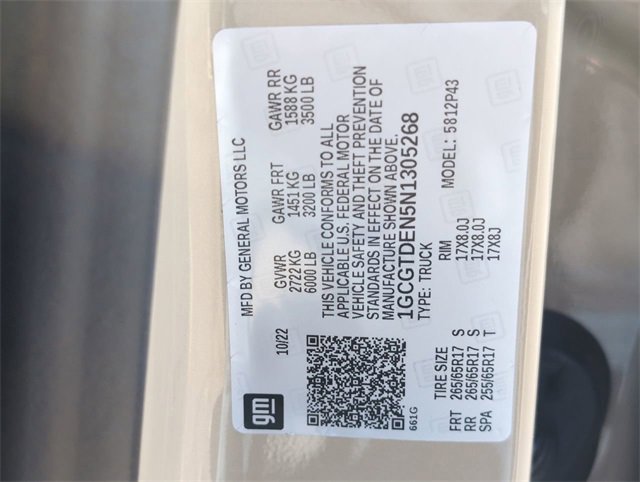 gm
MFD BY GENERAL MOTORS LLC
10/22
GVWR GAWR FRT GAWR RR
2722 KG 1451 KG 1588 KG
6000 LB 3200 LB 3500 LB
THIS VEHICLE CONFORMS TO ALL
APPLICABLE U.S. FEDERAL MOTOR
VEHICLE SAFETY AND THEFT PREVENTION
STANDARDS IN EFFECT ON THE DATE OF
MANUFACTURE SHOWN ABOVE.
1GCGTDEN5N1305268
661G
TYPE: TRUCK MODEL: 5812P43
TIRE SIZE RIM
FRT 265/65R17 S 17X8.0J
RR 265/65R17 S 17X8.0J
SPA 255/65R17 T 17X8J